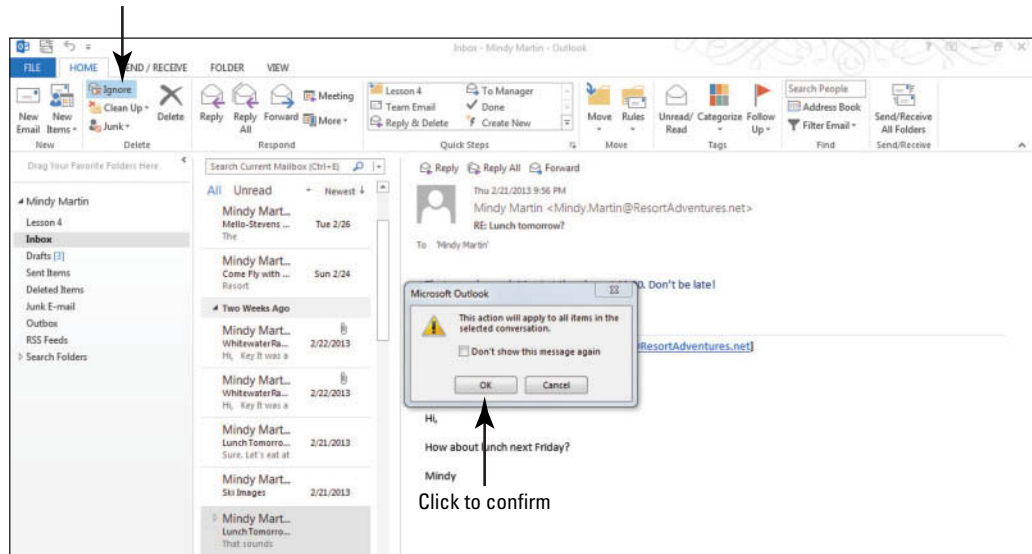 Inbox - Mindy Martin - Outlook
FILE HOME END / RECEIVE FOLDER VIEW
New Email
New Items
Ignore
Clean Up
Junk
Delete
Reply
Reply All
Forward
Meeting
More
Lesson 4
Team Email
Reply & Delete
To Manager
Done
Create New
Move
Rules
Unread/ Read
Categorize
Follow Up
Search People
Address Book
Filter Email
Send/Receive All Folders
New Delete Respond Quick Steps Move Tags Find Send/Receive
Drag Your Favorite Folders Here
Mindy Martin
Lesson 4
Inbox
Drafts [3]
Sent Items
Deleted Items
Junk E-mail
Outbox
RSS Feeds
Search Folders
Search Current Mailbox (Ctrl+E)
All Unread Newest
Mindy Mart...
Mello-Stevens ... Tue 2/26
The
Mindy Mart...
Come Fly with ... Sun 2/24
Resort
Two Weeks Ago
Mindy Mart...
WhitewaterRa... 2/22/2013
Hi, Key It was a
Mindy Mart...
WhitewaterRa... 2/22/2013
Hi, Key It was a
Mindy Mart...
Lunch Tomorro... 2/21/2013
Sure. Let's eat at
Mindy Mart...
Ski Images 2/21/2013
Mindy Mart...
Lunch Tomorro...
That sounds
Reply Reply All Forward
Thu 2/21/2013 9:56 PM
Mindy Martin <Mindy.Martin@ResortAdventures.net>
RE: Lunch tomorrow?
To 'Mindy Martin'
0. Don't be late!
Microsoft Outlook
This action will apply to all items in the
selected conversation.
Don't show this message again
OK Cancel
@ResortAdventures.net]
Hi,
How about lunch next Friday?
Mindy
Click to confirm